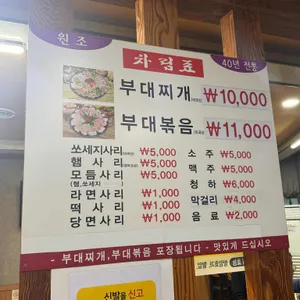 원조
차림표
40년 전통
부대찌개 ₩10,000
부대볶음 ₩11,000
쏘세지사리 ₩5,000
햄사리 ₩5,000
모듬사리 ₩5,000
(햄,쏘세지)
라면사리 ₩1,000
떡사리 ₩1,000
당면사리 ₩1,000
소주 ₩5,000
맥주 ₩5,000
청하 ₩6,000
막걸리 ₩4,000
음료 ₩2,000
- 부대찌개,부대볶음 포장됩니다 - 맛있게 드십시오
신발을 신고